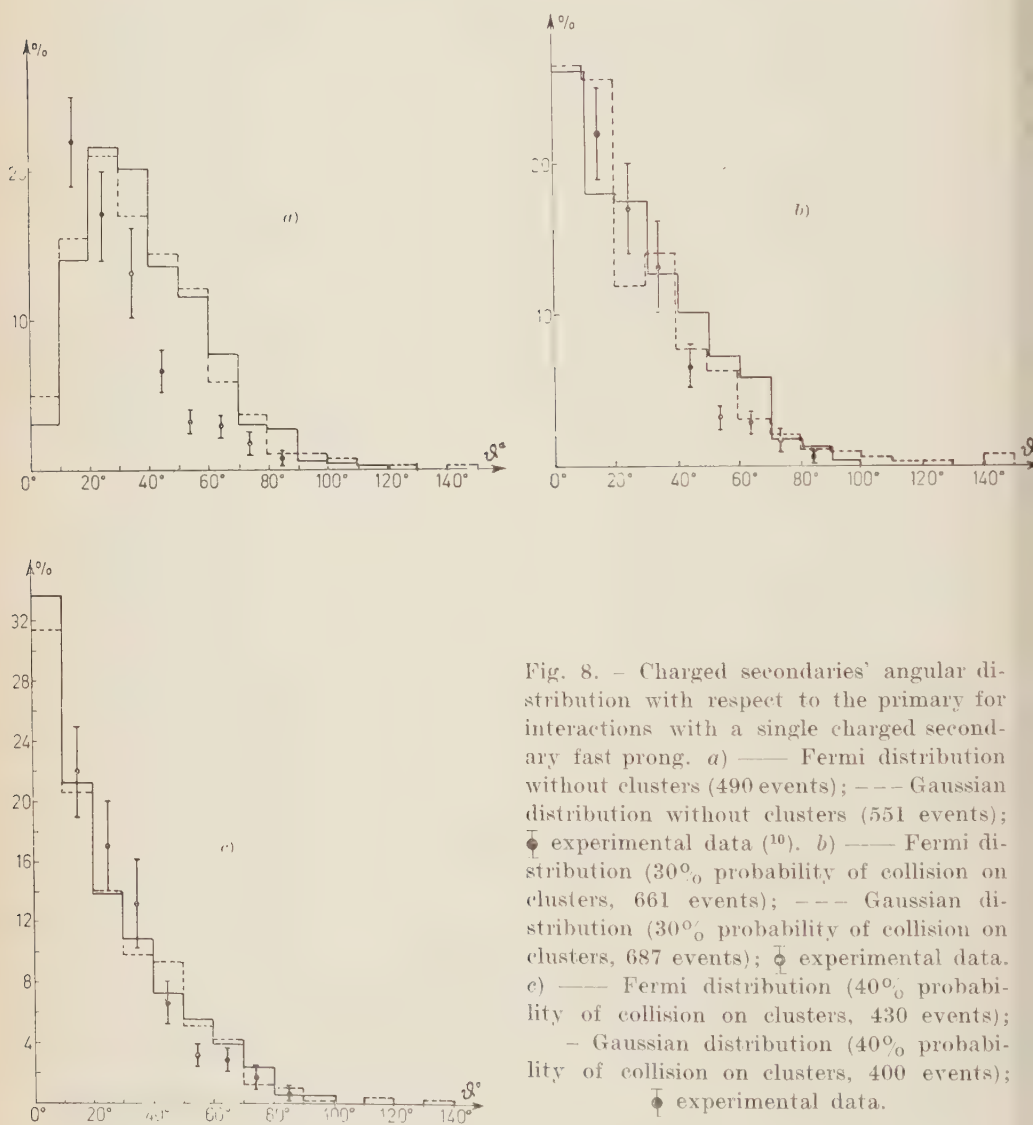 %
20
10
a)
0° 20° 40° 60° 80° 100° 120° 140°
ϑ°
%
20
10
b)
0° 20° 40° 60° 80° 100° 120° 140°
ϑ
%
32
28
24
20
16
12
8
4
c)
0° 20° 40° 60° 80° 100° 120° 140°
ϑ°
Fig. 8. – Charged secondaries' angular di-
stribution with respect to the primary for
interactions with a single charged second-
ary fast prong. a) —— Fermi distribution
without clusters (490 events); – – – Gaussian
distribution without clusters (551 events);
experimental data (¹⁰). b) —— Fermi di-
stribution (30% probability of collision on
clusters, 661 events); – – – Gaussian di-
stribution (30% probability of collision on
clusters, 687 events); experimental data.
c) —— Fermi distribution (40% probabi-
lity of collision on clusters, 430 events);
– Gaussian distribution (40% probabi-
lity of collision on clusters, 400 events);
experimental data.